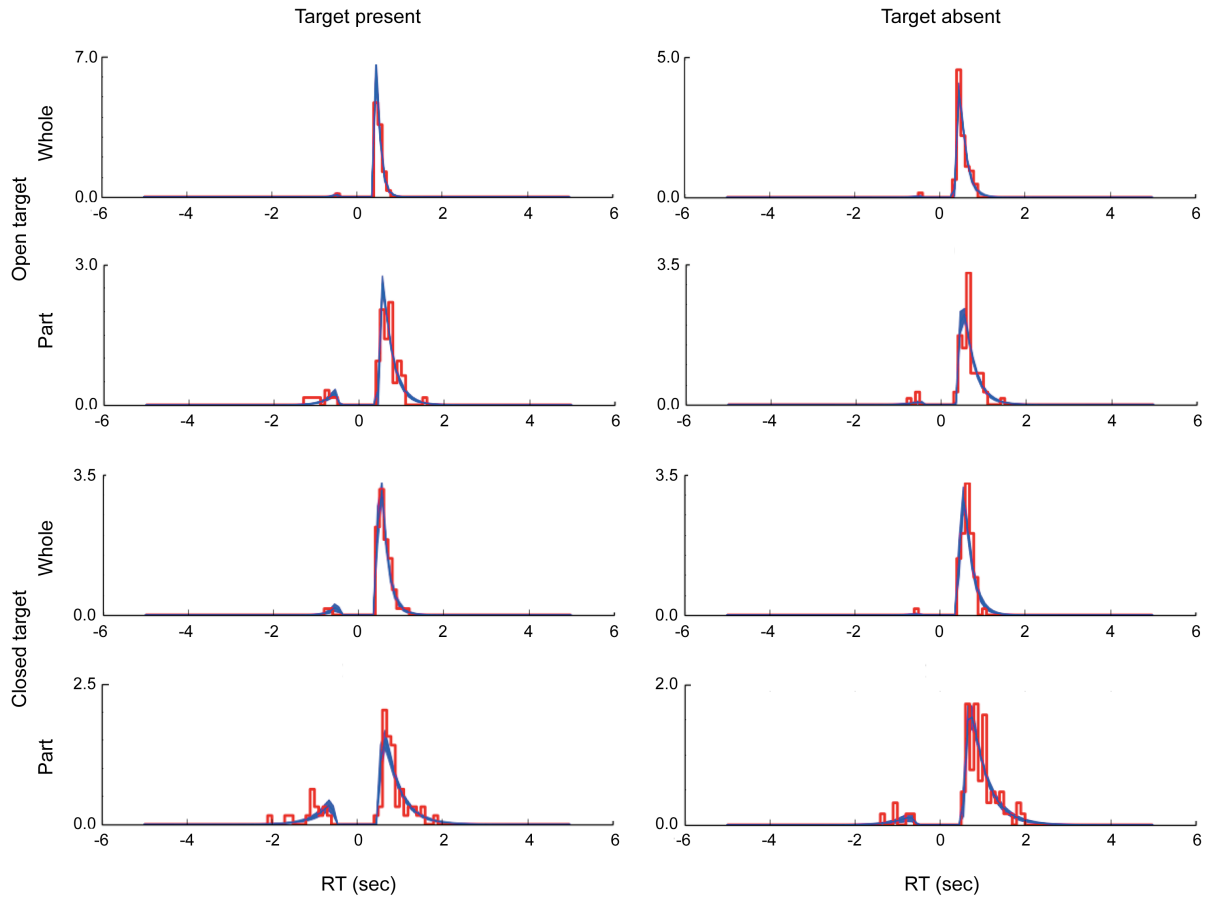 Target present Target absent
Open target
Whole
7.0 5.0
0.0 0.0
-6 -4 -2 0 2 4 6 -6 -4 -2 0 2 4 6
Part
3.0 3.5
0.0 0.0
-6 -4 -2 0 2 4 6 -6 -4 -2 0 2 4 6
Closed target
Whole
3.5 3.5
0.0 0.0
-6 -4 -2 0 2 4 6 -6 -4 -2 0 2 4 6
Part
2.5 2.0
0.0 0.0
-6 -4 -2 0 2 4 6 -6 -4 -2 0 2 4 6
RT (sec) RT (sec)